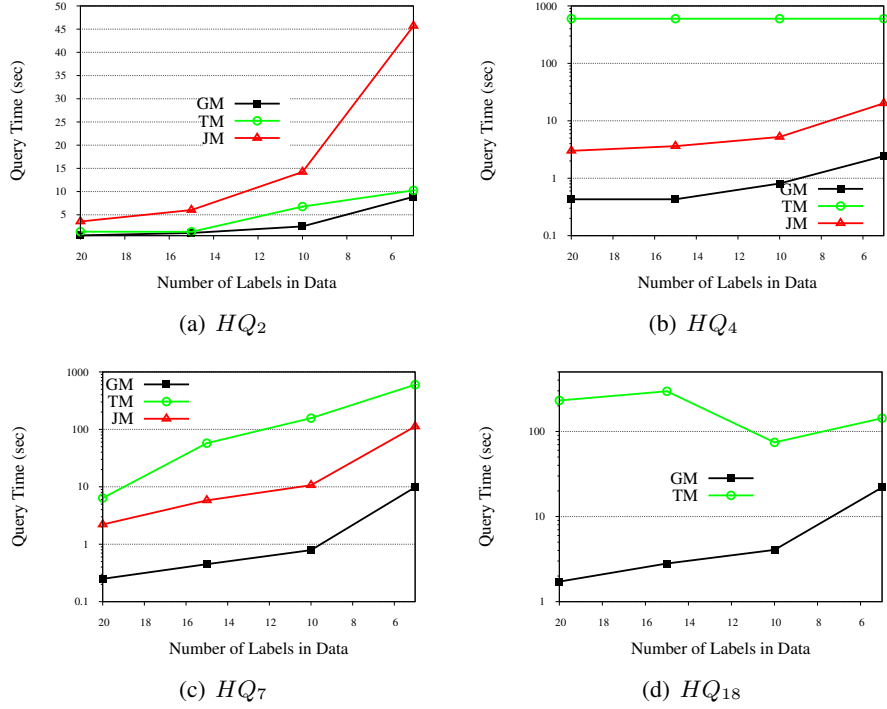 50
45
40
35
30
25
20
15
10
5
Query Time (sec)
GM
TM
JM
20 18 16 14 12 10 8 6
Number of Labels in Data
(a) HQ2
1000
100
10
1
0.1
Query Time (sec)
GM
TM
JM
20 18 16 14 12 10 8 6
Number of Labels in Data
(b) HQ4
1000
100
10
1
0.1
Query Time (sec)
GM
TM
JM
20 18 16 14 12 10 8 6
Number of Labels in Data
(c) HQ7
100
10
1
Query Time (sec)
GM
TM
20 18 16 14 12 10 8 6
Number of Labels in Data
(d) HQ18